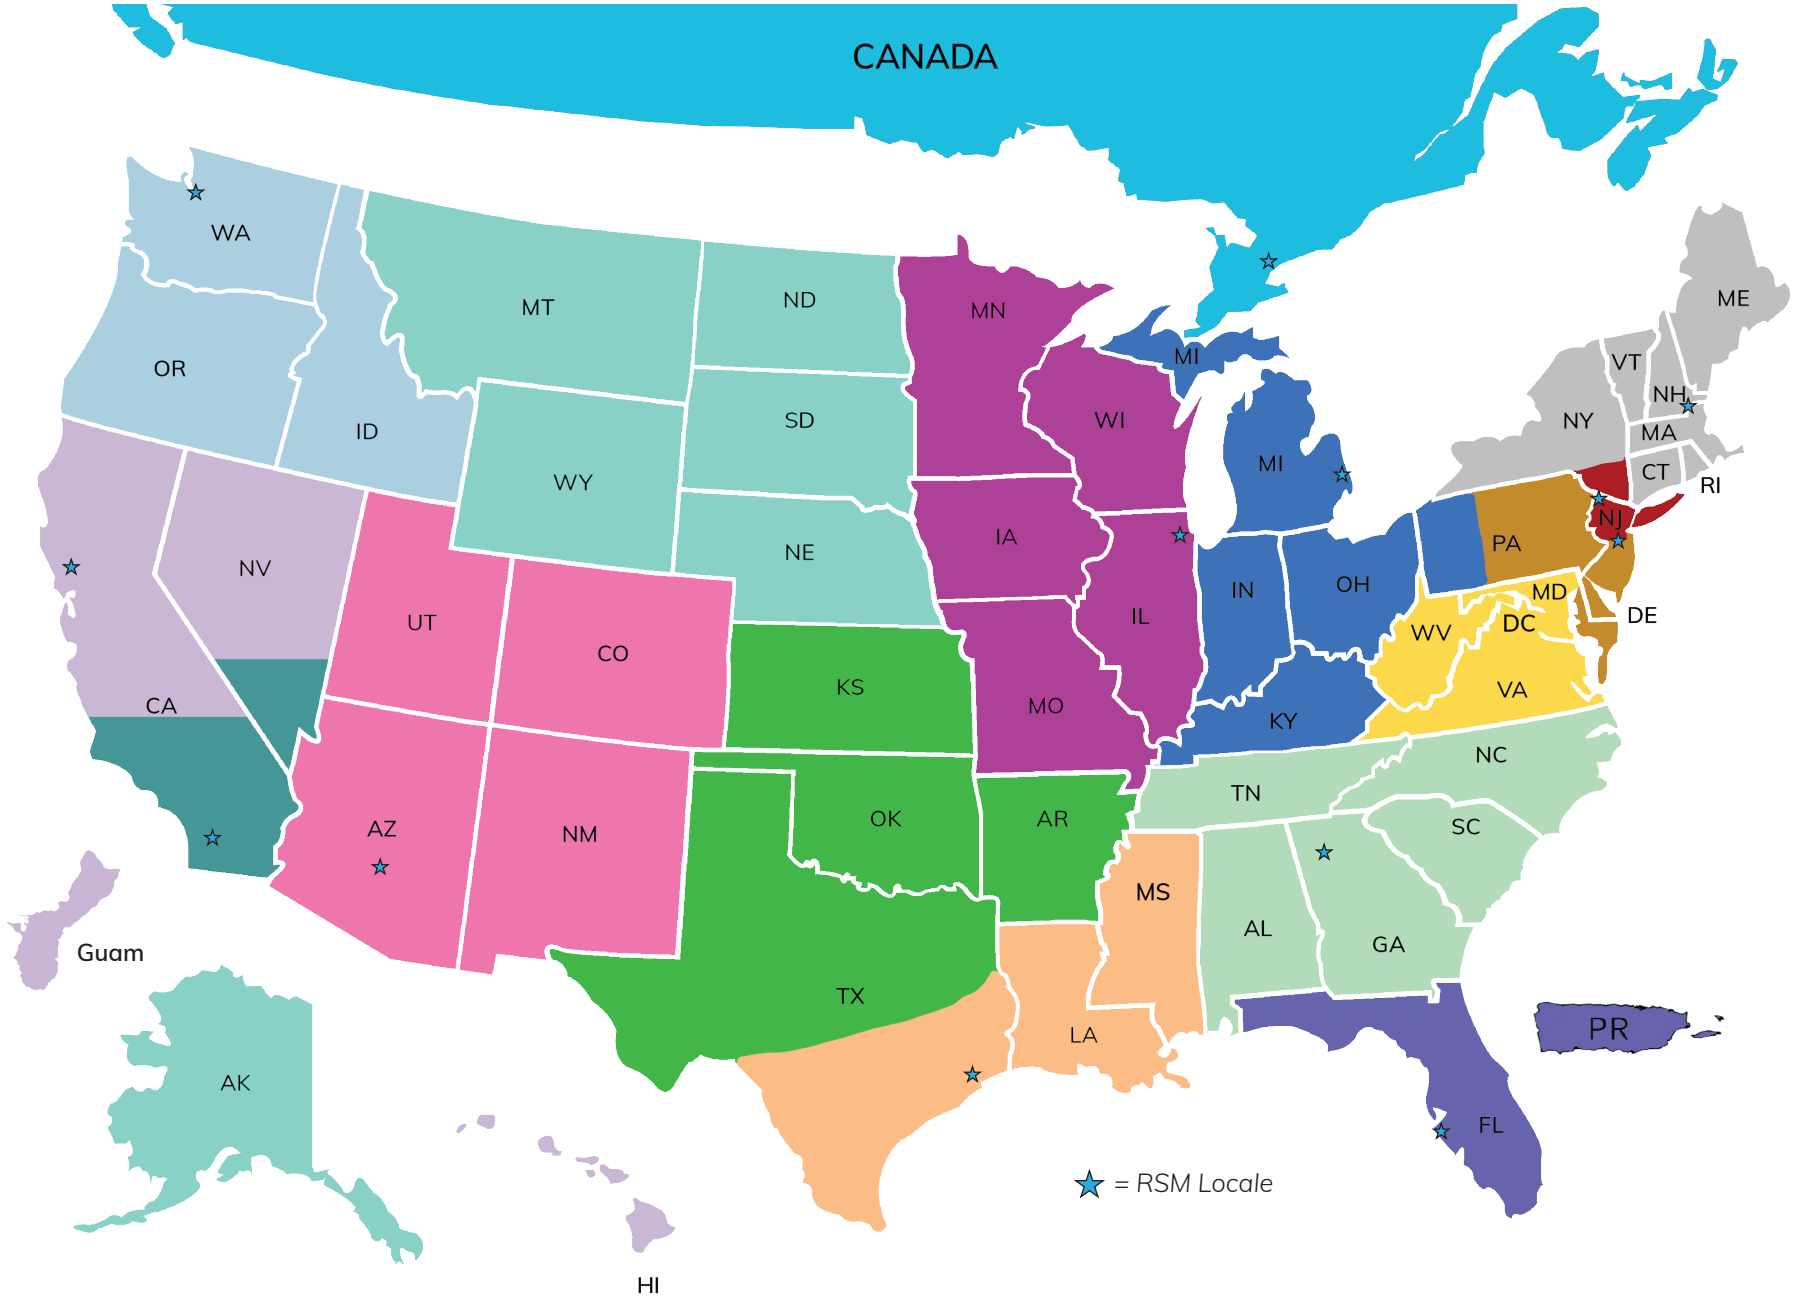 CANADA
WA
MT
ND
MN
ME
OR
ID
SD
WI
MI
VT
NH
NY
MA
WY
MI
CT
RI
NV
NE
IA
IN
OH
PA
NJ
MD
DE
UT
CO
IL
WV
DC
CA
KS
MO
KY
VA
AZ
NM
OK
AR
TN
NC
SC
MS
AL
GA
Guam
TX
LA
PR
AK
FL
= RSM Locale
HI